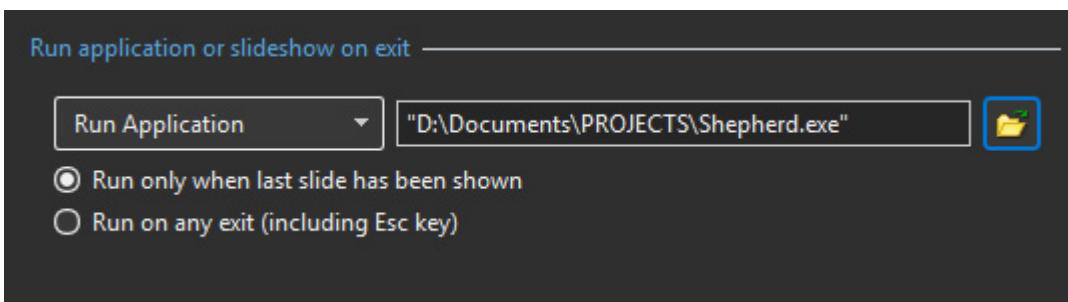 Run application or slideshow on exit
Run Application
"D:\Documents\PROJECTS\Shepherd.exe"
Run only when last slide has been shown
Run on any exit (including Esc key)